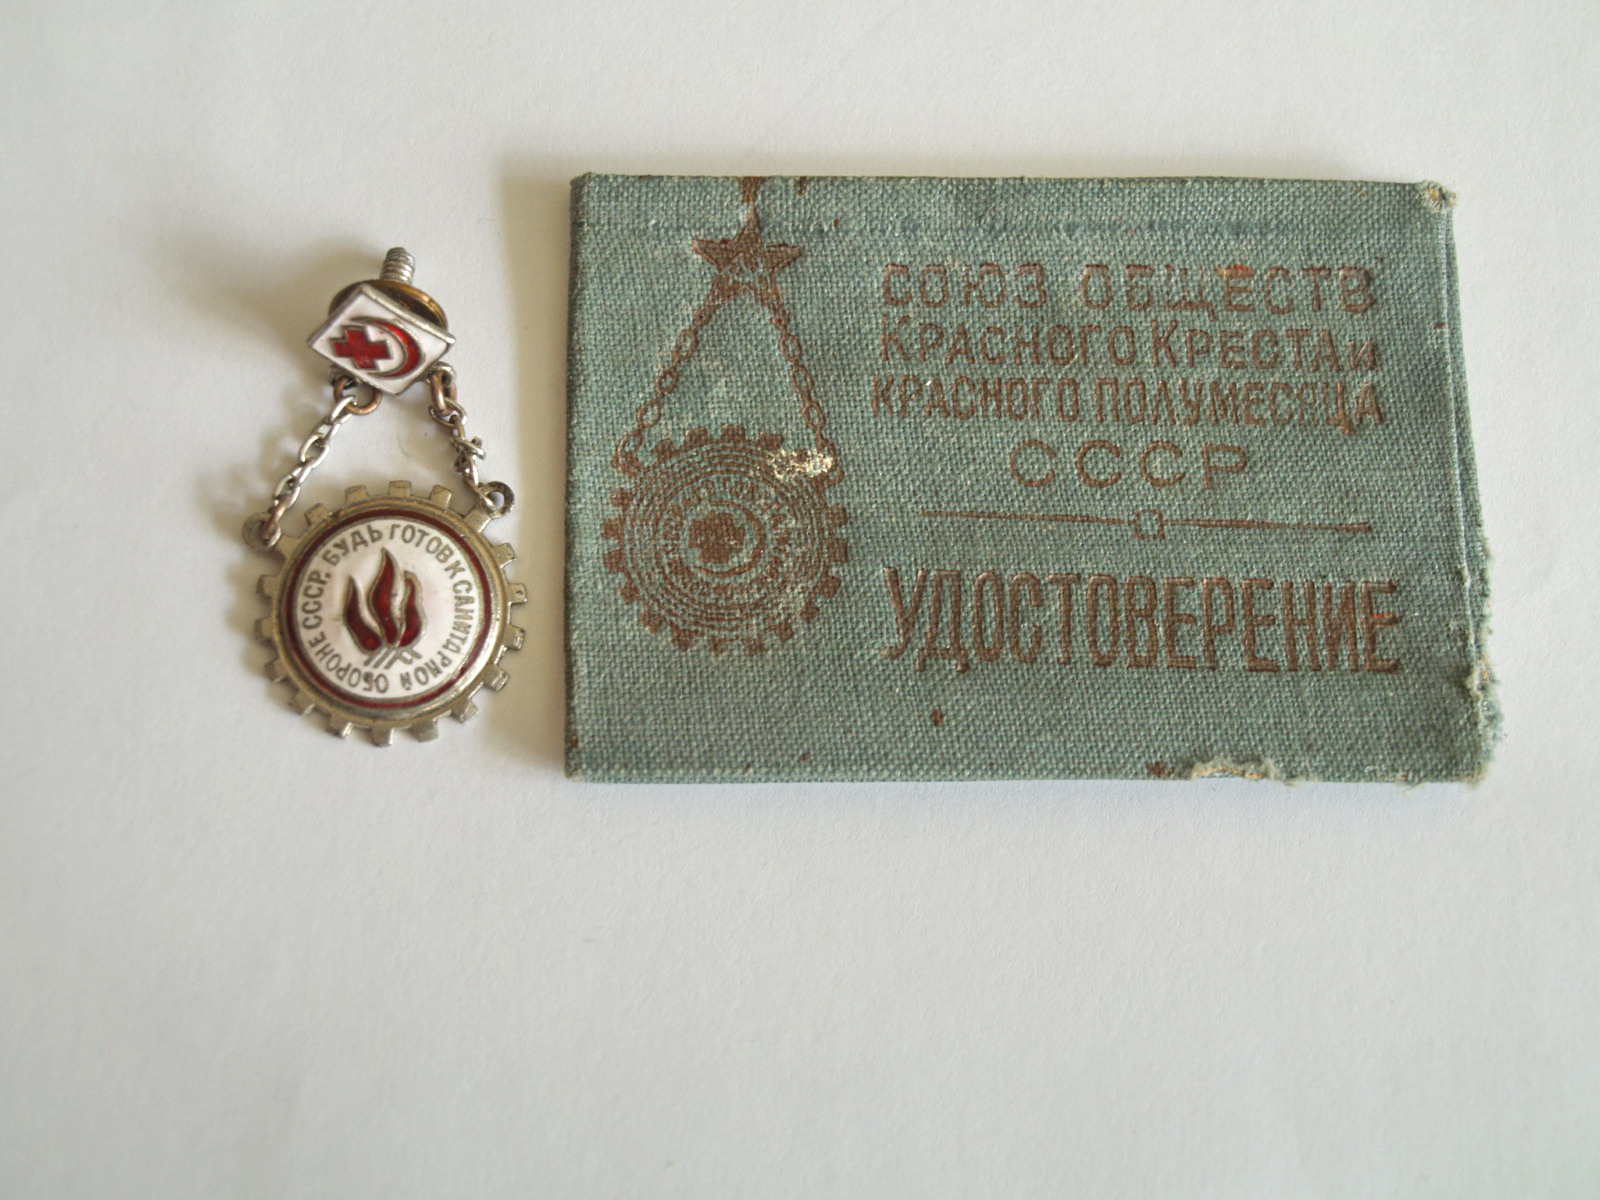 БУДЬ ГОТОВ К САНИТАРНОЙ ОБОРОНЕ СССР.
СОЮЗ ОБЩЕСТВ
КРАСНОГО КРЕСТА И
КРАСНОГО ПОЛУМЕСЯЦА
СССР
УДОСТОВЕРЕНИЕ